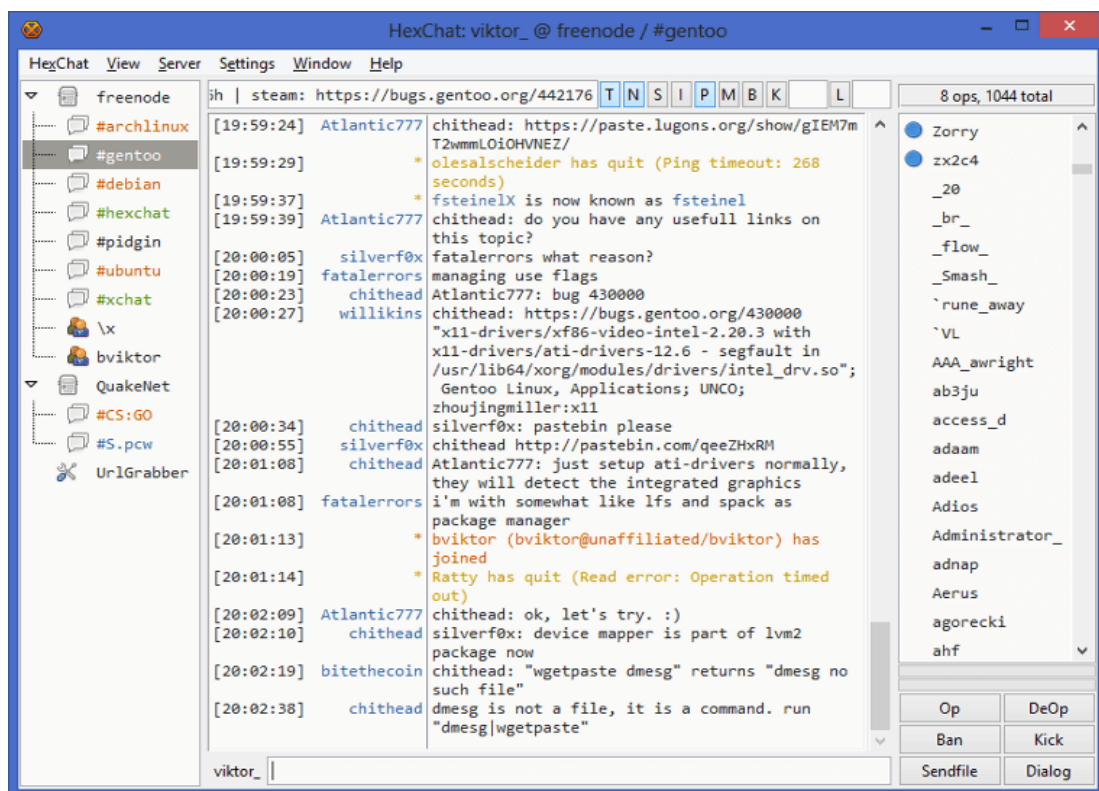 HexChat: viktor_ @ freenode / #gentoo
HexChat View Server Settings Window Help
freenode
#archlinux
#gentoo
#debian
#hexchat
#pidgin
#ubuntu
#xchat
\x
bviktor
QuakeNet
#CS:GO
#S.pcw
UrlGrabber
| steam: https://bugs.gentoo.org/442176 T N S I P M B K L
[19:59:24] Atlantic777 chithead: https://paste.lugons.org/show/gIEM7m
T2wmmLOiOHVNEZ/
[19:59:29] * olesalscheider has quit (Ping timeout: 268
seconds)
[19:59:37] * fsteinelX is now known as fsteinel
[19:59:39] Atlantic777 chithead: do you have any usefull links on
this topic?
[20:00:05] silverf0x fatalerrors what reason?
[20:00:19] fatalerrors managing use flags
[20:00:23] chithead Atlantic777: bug 430000
[20:00:27] willikins chithead: https://bugs.gentoo.org/430000
"x11-drivers/xf86-video-intel-2.20.3 with
x11-drivers/ati-drivers-12.6 - segfault in
/usr/lib64/xorg/modules/drivers/intel_drv.so";
Gentoo Linux, Applications; UNCO;
zhoujingmiller:x11
[20:00:34] chithead silverf0x: pastebin please
[20:00:55] silverf0x chithead http://pastebin.com/qeeZHxRM
[20:01:08] chithead Atlantic777: just setup ati-drivers normally,
they will detect the integrated graphics
[20:01:08] fatalerrors i'm with somewhat like lfs and spack as
package manager
[20:01:13] * bviktor (bviktor@unaffiliated/bviktor) has
joined
[20:01:14] * Ratty has quit (Read error: Operation timed
out)
[20:02:09] Atlantic777 chithead: ok, let's try. :)
[20:02:10] chithead silverf0x: device mapper is part of lvm2
package now
[20:02:19] bitethecoin chithead: "wgetpaste dmesg" returns "dmesg no
such file"
[20:02:38] chithead dmesg is not a file, it is a command. run
"dmesg|wgetpaste"
viktor_
8 ops, 1044 total
Zorry
zx2c4
_20
_br_
_flow_
_Smash_
`rune_away
`VL
AAA_awright
ab3ju
access_d
adaam
adeel
Adios
Administrator_
adnap
Aerus
agorecki
ahf
Op DeOp
Ban Kick
Sendfile Dialog